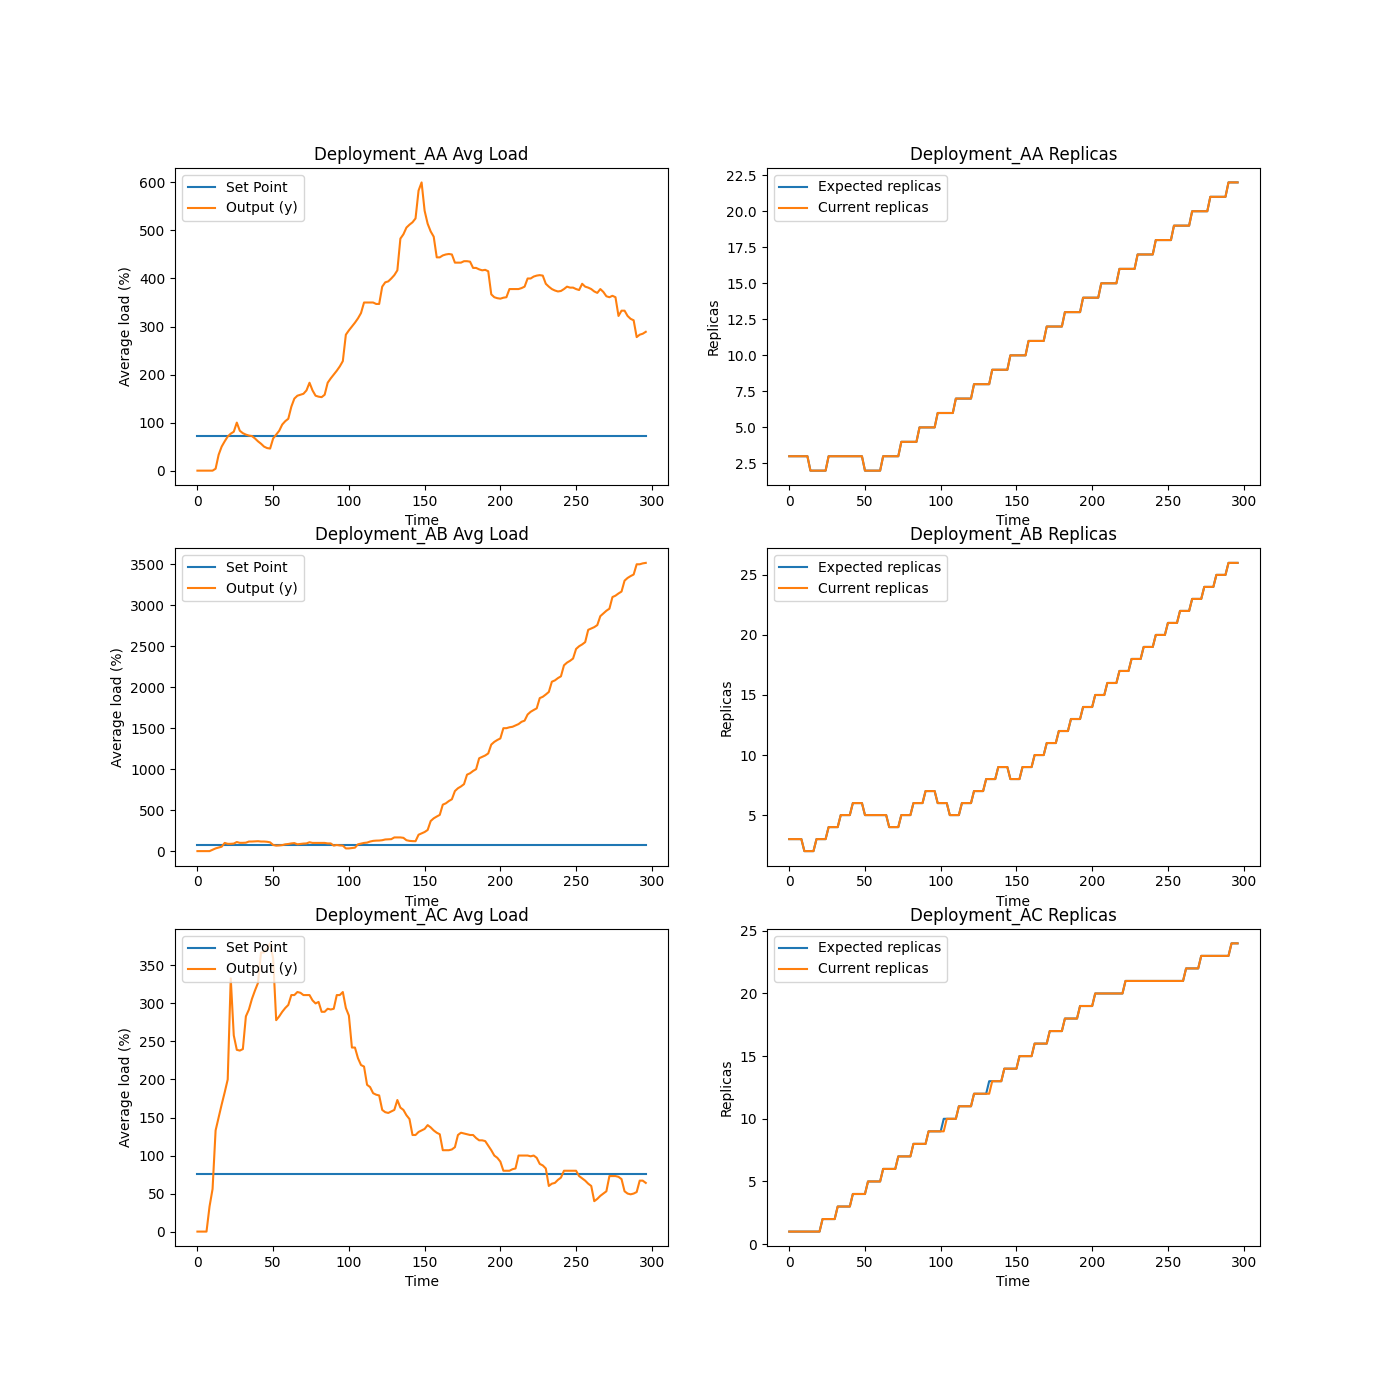 Deployment_AA Avg Load
Set Point
Output (y)
Average load (%)
600
500
400
300
200
100
0
0 50 100 150 200 250 300
Time
Deployment_AA Replicas
Expected replicas
Current replicas
Replicas
22.5
20.0
17.5
15.0
12.5
10.0
7.5
5.0
2.5
0 50 100 150 200 250 300
Time
Deployment_AB Avg Load
Set Point
Output (y)
Average load (%)
3500
3000
2500
2000
1500
1000
500
0
0 50 100 150 200 250 300
Time
Deployment_AB Replicas
Expected replicas
Current replicas
Replicas
25
20
15
10
5
0 50 100 150 200 250 300
Time
Deployment_AC Avg Load
Set Point
Output (y)
Average load (%)
350
300
250
200
150
100
50
0
0 50 100 150 200 250 300
Time
Deployment_AC Replicas
Expected replicas
Current replicas
Replicas
25
20
15
10
5
0
0 50 100 150 200 250 300
Time